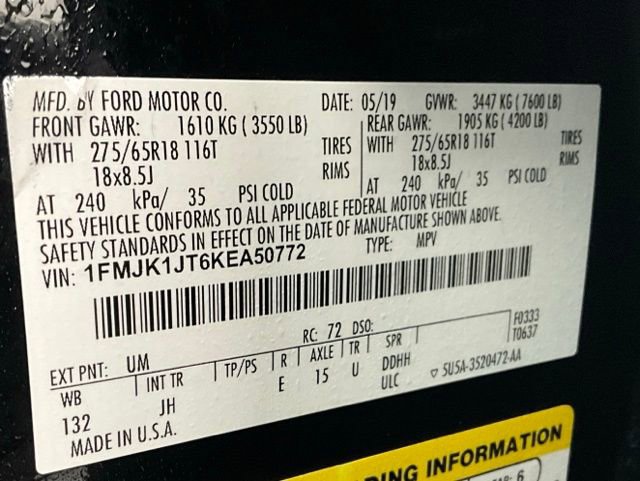 MFD. BY FORD MOTOR CO. DATE: 05/19 GVWR: 3447 KG ( 7600 LB)
FRONT GAWR: 1610 KG ( 3550 LB) REAR GAWR: 1905 KG ( 4200 LB)
WITH 275/65R18 116T TIRES WITH 275/65R18 116T TIRES
18x8.5J RIMS 18x8.5J RIMS
AT 240 kPa/ 35 PSI COLD AT 240 kPa/ 35 PSI COLD
THIS VEHICLE CONFORMS TO ALL APPLICABLE FEDERAL MOTOR VEHICLE
SAFETY STANDARDS IN EFFECT ON THE DATE OF MANUFACTURE SHOWN ABOVE.
VIN: 1FMJK1JT6KEA50772 TYPE: MPV
F0333
T0637
EXT PNT: UM RC: 72 DSO:
WB INT TR TP/PS R AXLE TR SPR
132 JH E 15 U DDHH
ULC ▽ 5U5A-3520472-AA
MADE IN U.S.A.
ING INFORMATION
6